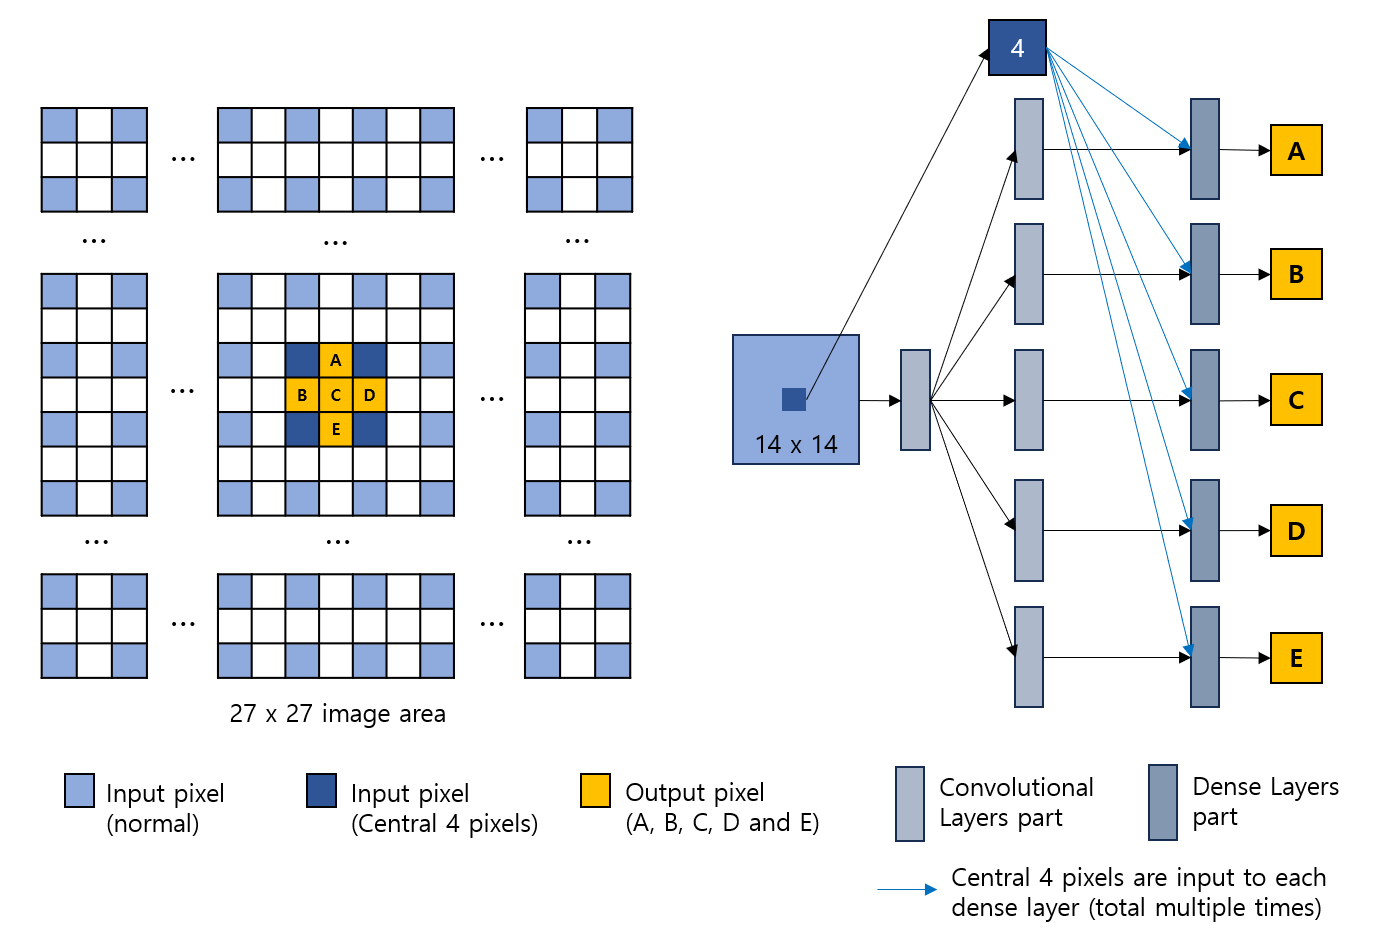 4
A
B
C
D
E
...
...
...
...
...
A
B
C
D
E
...
...
...
...
...
...
...
14 x 14
27 x 27 image area
Input pixel
(normal)
Input pixel
(Central 4 pixels)
Output pixel
(A, B, C, D and E)
Convolutional
Layers part
Dense Layers
part
Central 4 pixels are input to each
dense layer (total multiple times)